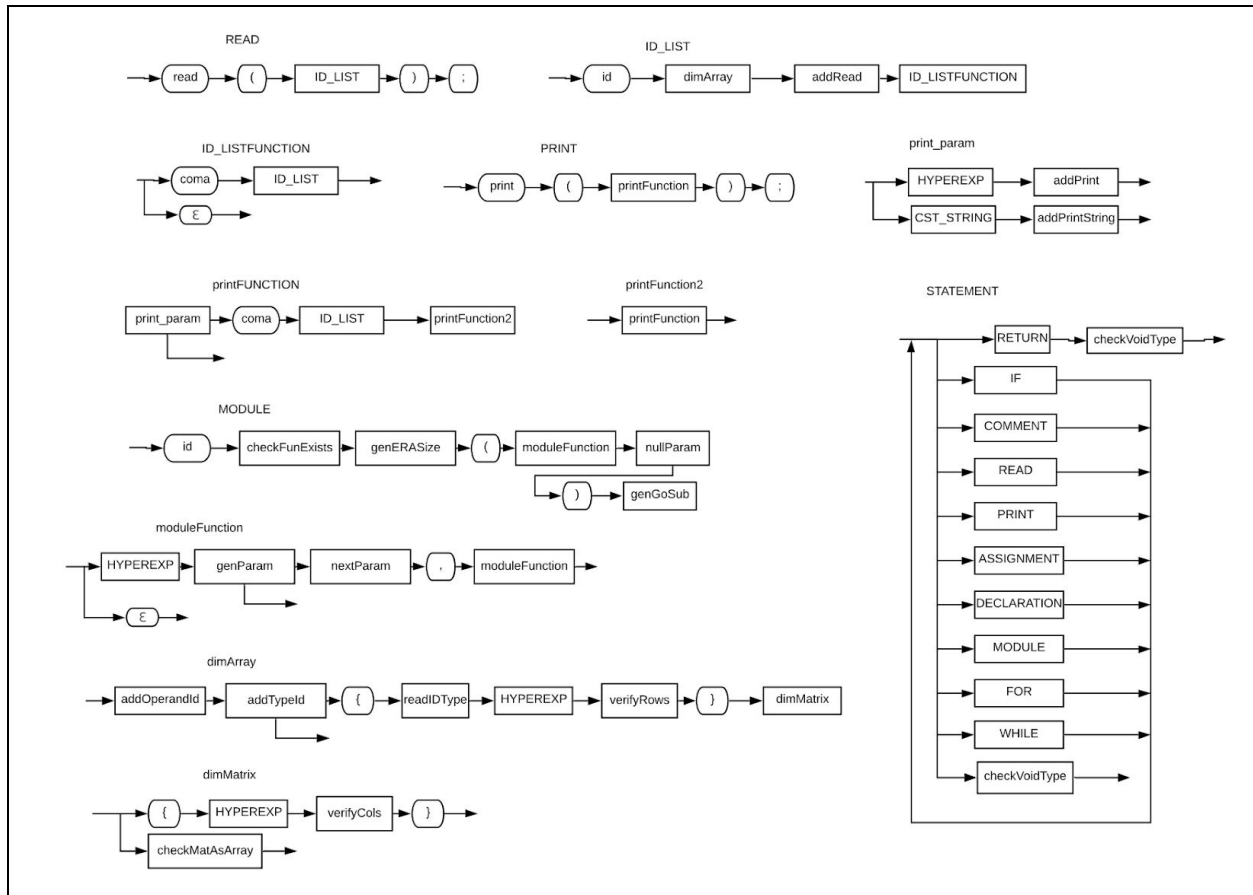 READ
read ( ID_LIST ) ;
ID_LIST
id dimArray addRead ID_LISTFUNCTION
ID_LISTFUNCTION
coma ID_LIST
ε
PRINT
print ( printFunction ) ;
print_param
HYPEREXP addPrint
CST_STRING addPrintString
printFUNCTION
print_param coma ID_LIST printFunction2
printFunction2
printFunction
STATEMENT
RETURN checkVoidType
IF
COMMENT
READ
PRINT
ASSIGNMENT
DECLARATION
MODULE
FOR
WHILE
checkVoidType
MODULE
id checkFunExists genERASize ( moduleFunction nullParam
) genGoSub
moduleFunction
HYPEREXP genParam nextParam , moduleFunction
ε
dimArray
addOperandId addTypeId { readIDType HYPEREXP verifyRows } dimMatrix
dimMatrix
{ HYPEREXP verifyCols }
checkMatAsArray